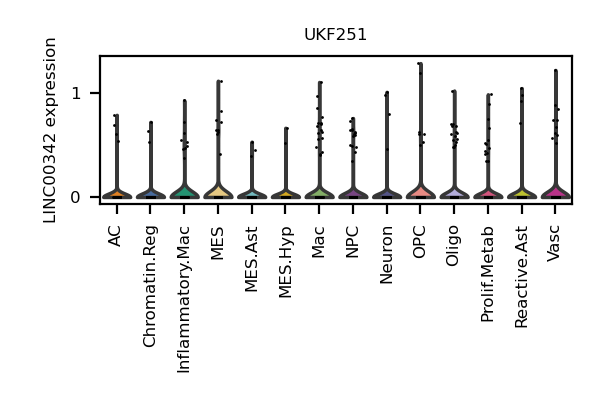 UKF251
LINC00342 expression
1
0
AC
Chromatin.Reg
Inflammatory.Mac
MES
MES.Ast
MES.Hyp
Mac
NPC
Neuron
OPC
Oligo
Prolif.Metab
Reactive.Ast
Vasc